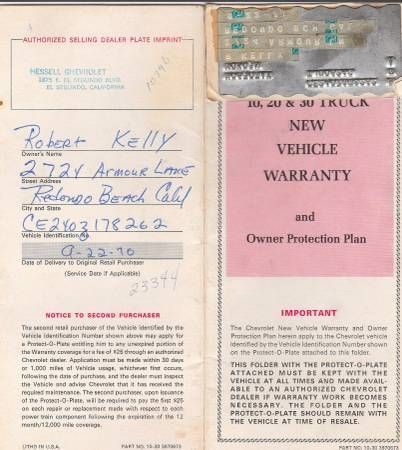 AUTHORIZED SELLING DEALER PLATE IMPRINT
HESSELL CHEVROLET
EL SEGUNDO, CALIFORNIA
Robert Kelly
Owner's Name
2724 Armour Lane
Street Address
Redondo Beach Calif
City and State
CE240Z178262
Vehicle Identification
9-22-70
Date of Delivery to Original Retail Purchaser
(Service Date if Applicable)
23344
NOTICE TO SECOND PURCHASER
The second retail purchaser of the Vehicle identified by the
Vehicle Identification Number shown above may apply for
a Protect-O-Plate entitling him to any unexpired portion of
the Warranty coverage for a fee of $25 through an authorized
Chevrolet dealer. Application must be made within 30 days
or 1,000 miles of Vehicle usage, whichever first occurs,
following the date of purchase, and the dealer must inspect
the Vehicle and advise Chevrolet that it has received the
required maintenance. The second purchaser, upon issuance
of the Protect-O-Plate, will be required to pay the first $25
on each repair or replacement made with respect to each
power train component following the expiration of the 12
month/12,000 mile coverage.
LITHO IN U.S.A.
PART NO. 10-30 3970573
10, 20 & 30 TRUCK
NEW
VEHICLE
WARRANTY
and
Owner Protection Plan
IMPORTANT
The Chevrolet New Vehicle Warranty and Owner
Protection Plan herein apply to the Chevrolet vehicle
identified by the Vehicle Identification Number shown
on the Protect-O-Plate attached to this folder.
THIS FOLDER WITH THE PROTECT-O-PLATE
ATTACHED MUST BE KEPT WITH THE
VEHICLE AT ALL TIMES AND MADE AVAIL-
ABLE TO AN AUTHORIZED CHEVROLET
DEALER IF WARRANTY WORK BECOMES
NECESSARY. THE FOLDER AND THE
PROTECT-O-PLATE SHOULD REMAIN WITH
THE VEHICLE AT TIME OF RESALE.
PART NO. 10-30 3970573